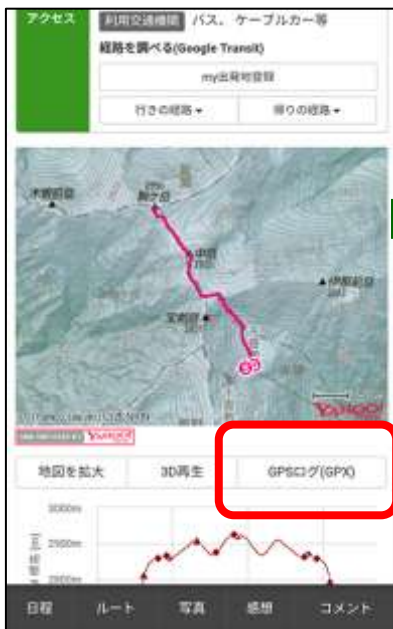 アクセス
利用交通機関 バス、 ケーブルカー等
経路を調べる(Google Transit)
my出発地登録
行きの経路▼ 帰りの経路▼
駒ケ岳
木曽前岳
中岳
伊那前岳
宝剣岳
YAHOO!
地図を拡大 3D再生 GPSログ(GPX)
3000m
2900m
2800m
日程 ルート 写真 感想 コメント